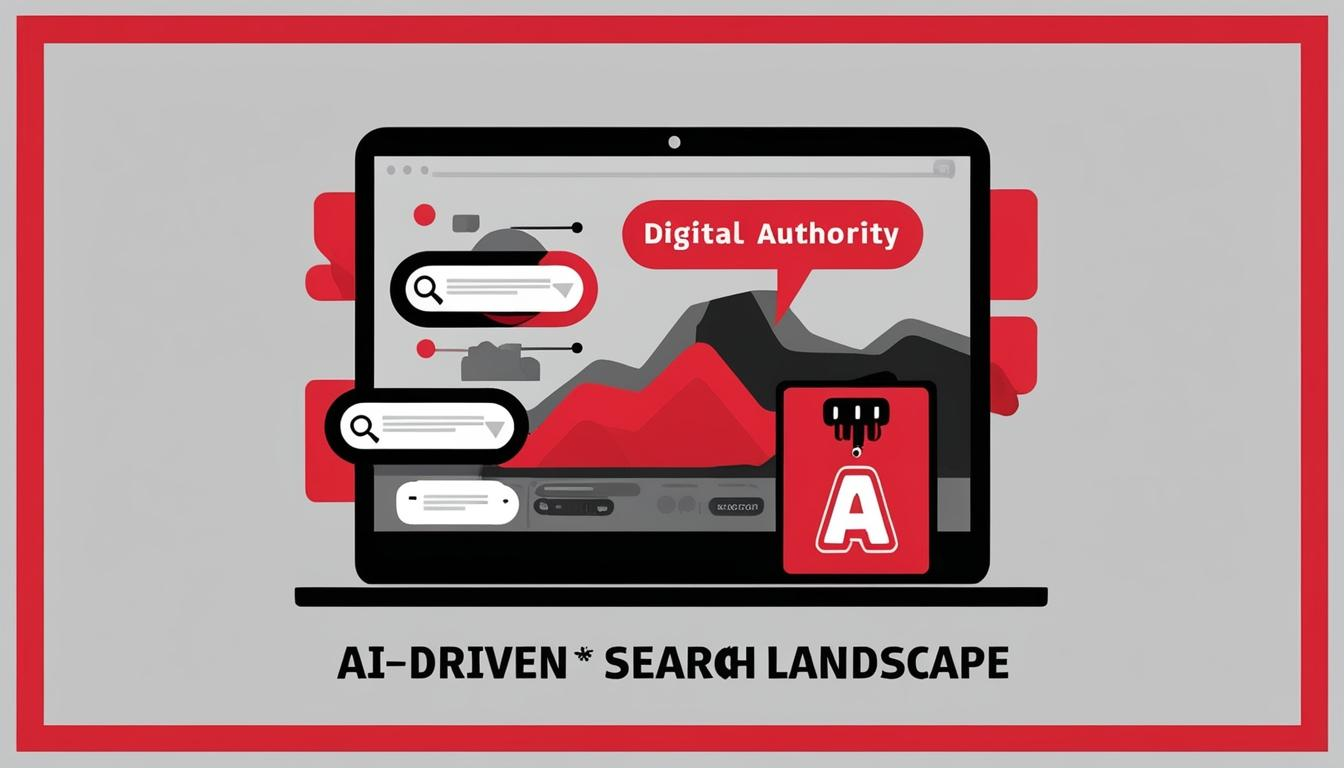 Digital Authority
A
AI–DRIVEN * SEARCH LANDSCAPE